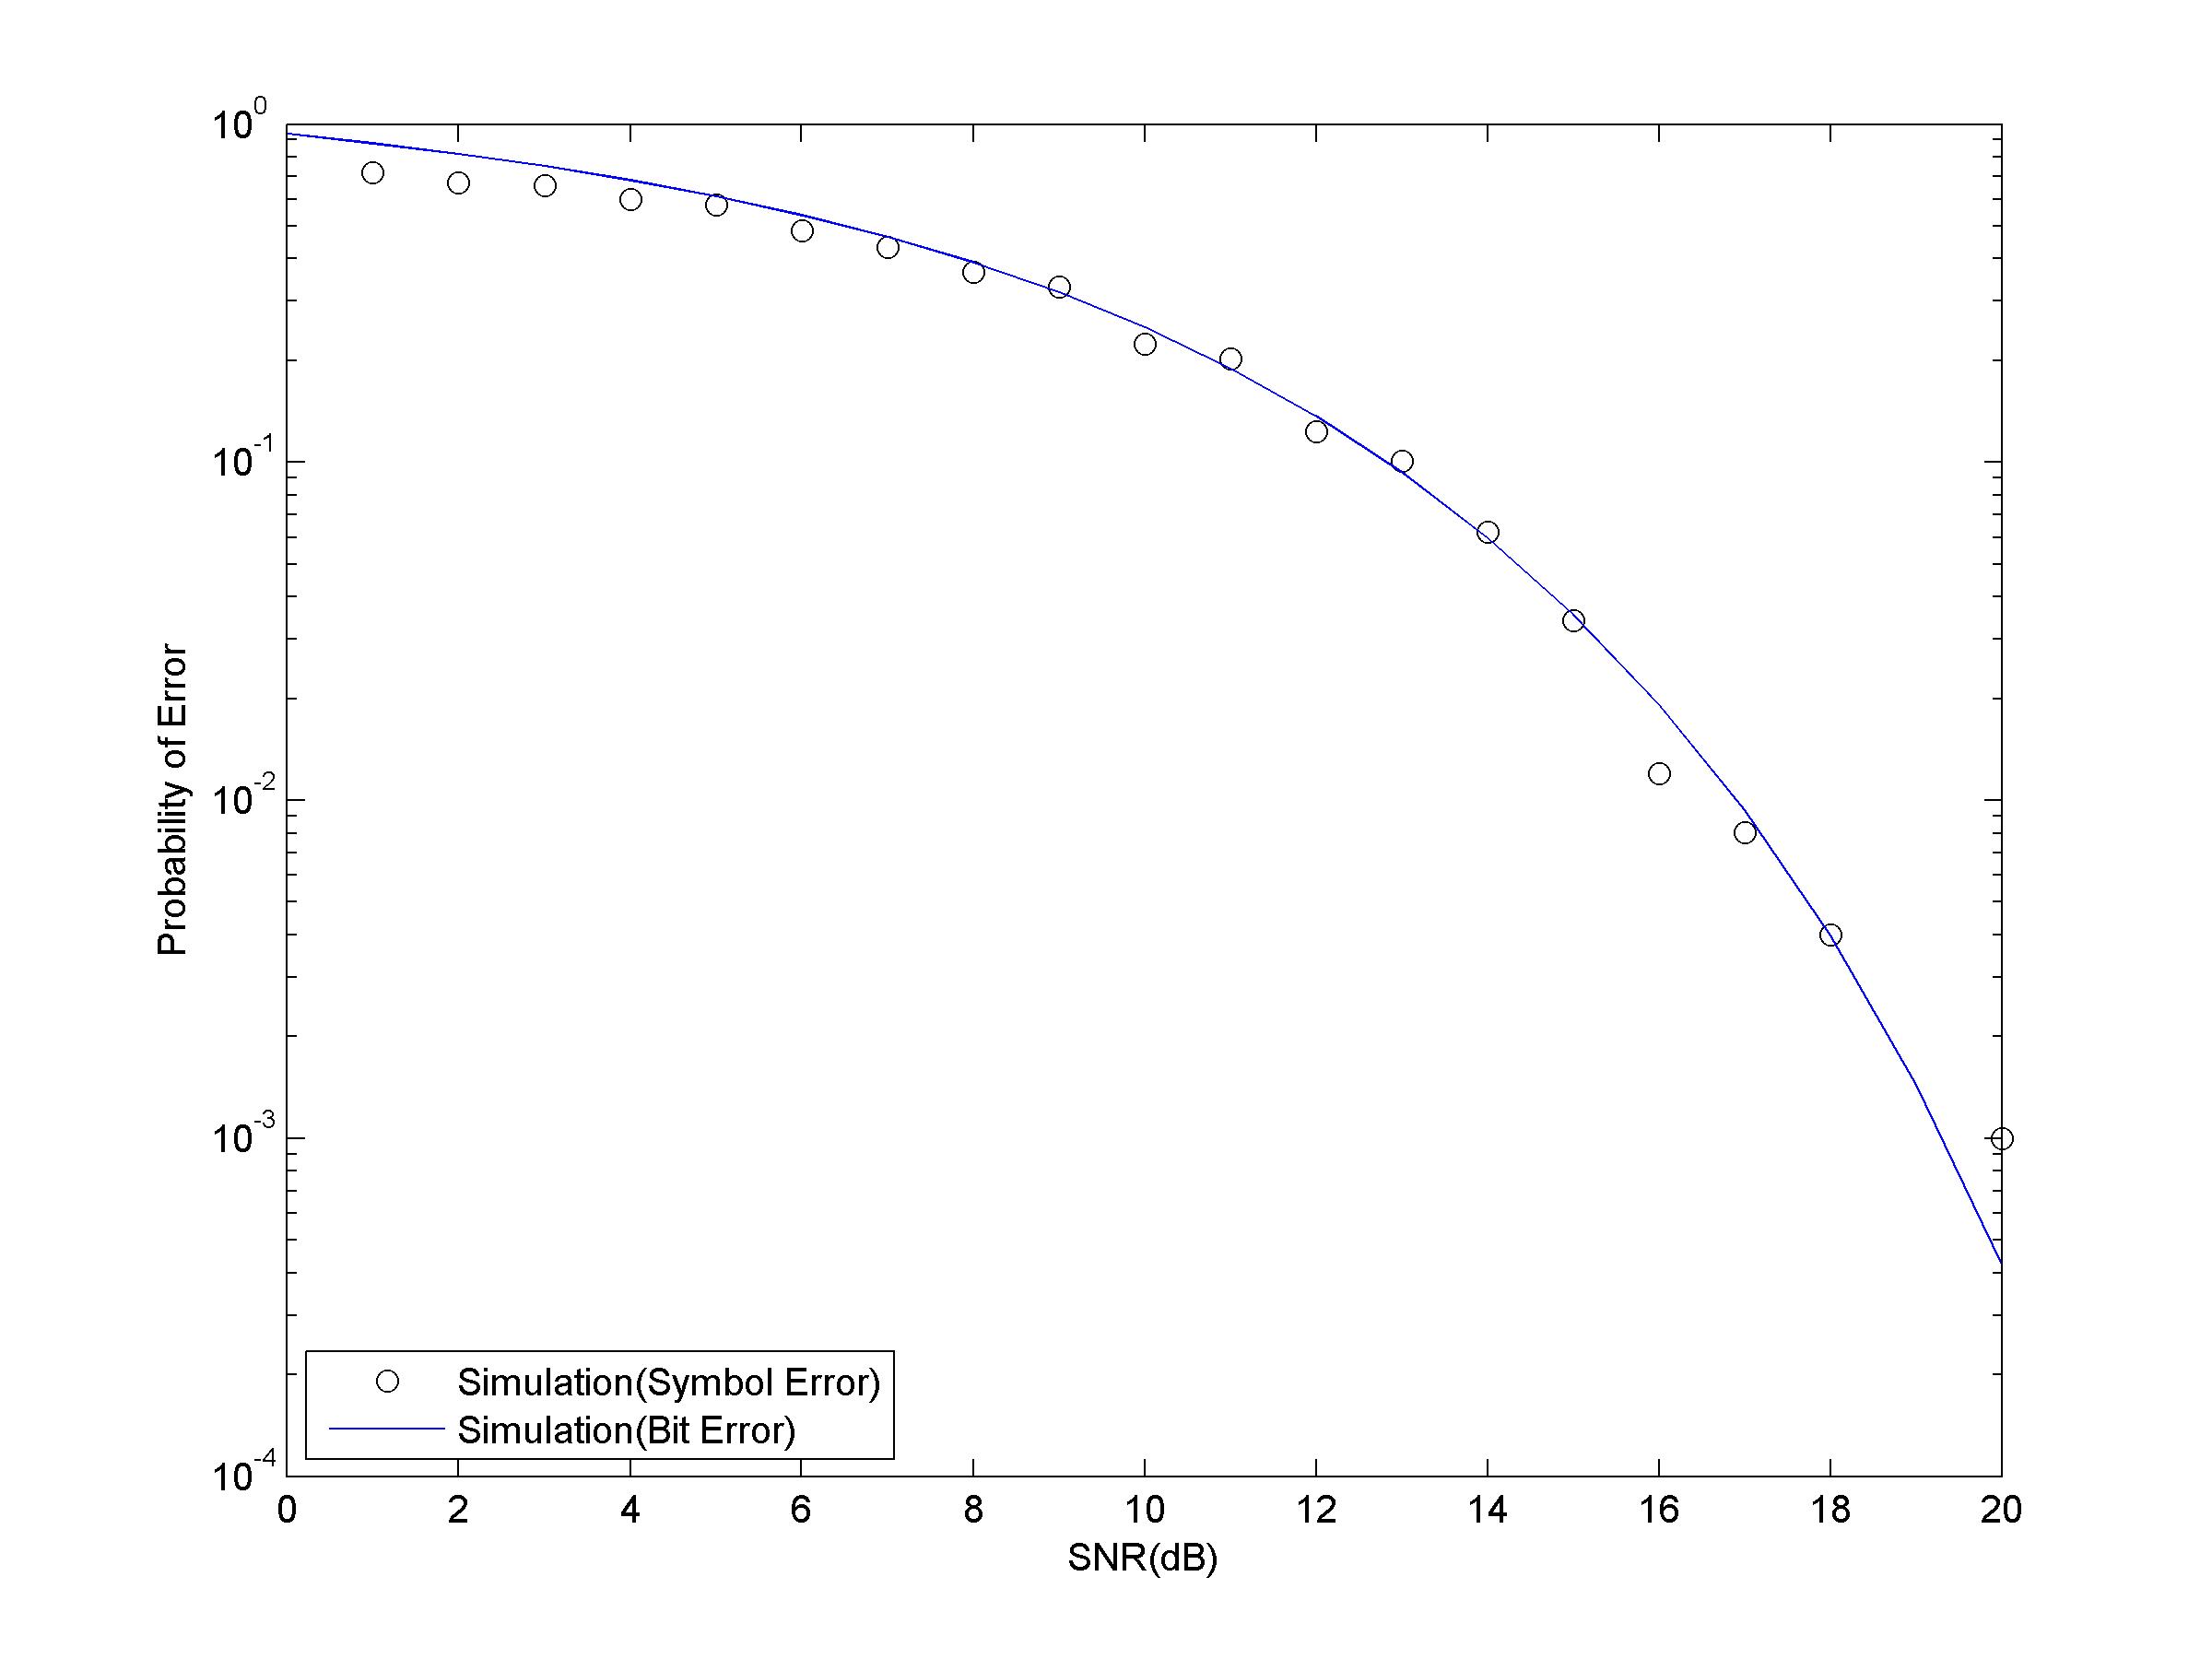 10^0
10^-1
10^-2
10^-3
10^-4
Probability of Error
Simulation(Symbol Error)
Simulation(Bit Error)
0 2 4 6 8 10 12 14 16 18 20
SNR(dB)